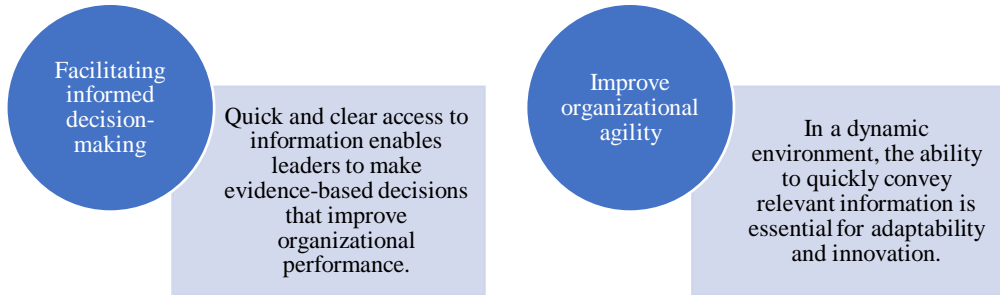 Facilitating
informed
decision-
making
Quick and clear access to
information enables
leaders to make
evidence-based decisions
that improve
organizational
performance.
Improve
organizational
agility
In a dynamic
environment, the ability
to quickly convey
relevant information is
essential for adaptability
and innovation.